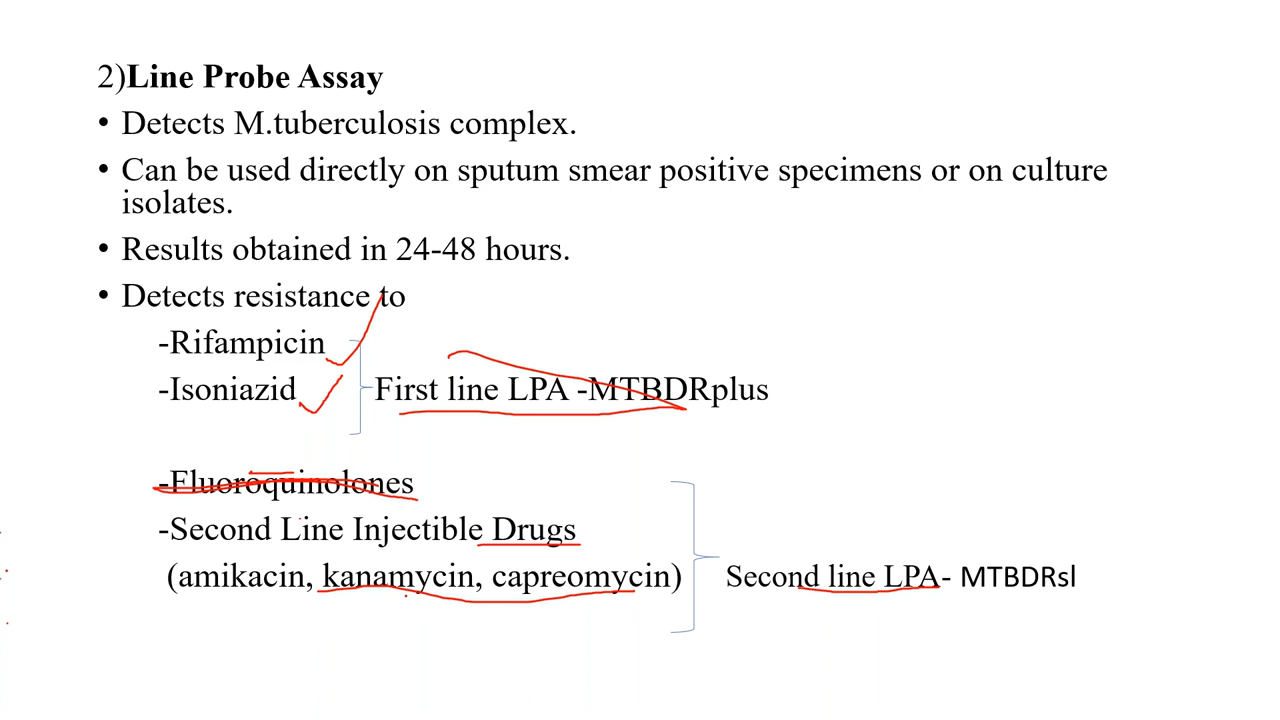 2)Line Probe Assay
• Detects M.tuberculosis complex.
• Can be used directly on sputum smear positive specimens or on culture
isolates.
• Results obtained in 24-48 hours.
• Detects resistance to
-Rifampicin
-Isoniazid
First line LPA -MTBDRplus
-Fluoroquinolones
-Second Line Injectible Drugs
(amikacin, kanamycin, capreomycin)
Second line LPA- MTBDRsl